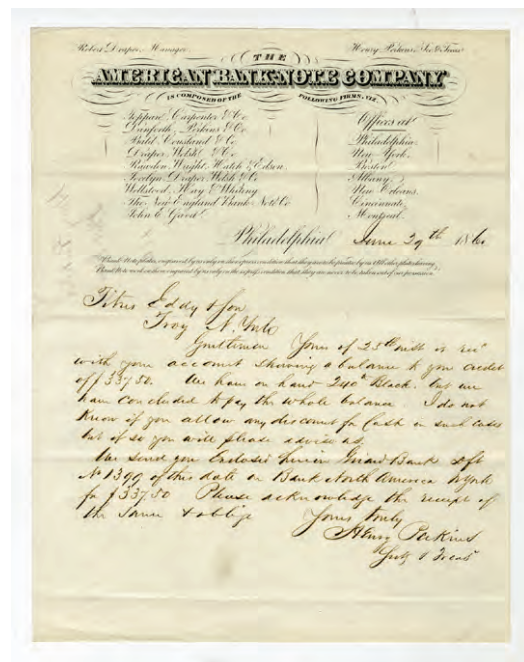 Robert Draper, Manager
Henry Perkins, Sec & Treas
THE
AMERICAN BANK-NOTE COMPANY
IS COMPOSED OF THE FOLLOWING FIRMS, VIZ.
Toppan, Carpenter & Co
Danforth, Perkins & Co
Bald, Cousland & Co
Draper, Welsh & Co
Rawdon, Wright, Hatch & Edson
Jocelyn, Draper, Welsh & Co
Wellstood, Hay & Whiting
The New England Bank Note Co
John E Gavit
Offices at
Philadelphia
New York
Boston
Albany
New Orleans
Cincinnati
Montreal
Philadelphia June 29th 1860
Titus Eddy & Son
Troy N. York
Gentlemen Yours of 25th inst is recd
with your account showing a balance to your credit
of $337.50. We have on hand 240 Black. but we
have concluded to pay the whole balance. I do not
know if you allow any discount for Cash in such cases
but if so you will please advise us
We send you Enclosed herein Girard Bank dft
No 1399 of this date on Bank North America NYork
for $337.50 Please acknowledge the receipt of
the same & oblige
Yours truly
Henry Perkins
Secty & Treas